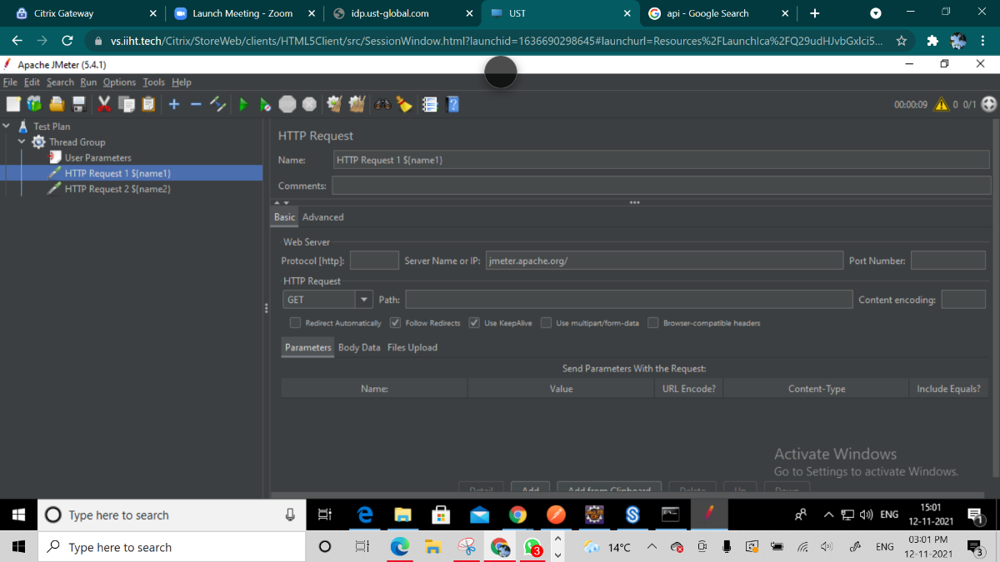 Citrix Gateway
Launch Meeting - Zoom
idp.ust-global.com
UST
api - Google Search
vs.iiht.tech/Citrix/StoreWeb/clients/HTML5Client/src/SessionWindow.html?launchid=1636690298645#launchurl=Resources%2FLaunchIca%2FQ29udHJvbGxlci5...
Apache JMeter (5.4.1)
File Edit Search Run Options Tools Help
00:00:09 0 0/1
Test Plan
Thread Group
User Parameters
HTTP Request 1 ${name1}
HTTP Request 2 ${name2}
HTTP Request
Name: HTTP Request 1 ${name1}
Comments:
Basic Advanced
Web Server
Protocol [http]: Server Name or IP: jmeter.apache.org/ Port Number:
HTTP Request
GET Path: Content encoding:
Redirect Automatically Follow Redirects Use KeepAlive Use multipart/form-data Browser-compatible headers
Parameters Body Data Files Upload
Send Parameters With the Request:
Name: Value URL Encode? Content-Type Include Equals?
Activate Windows
Go to Settings to activate Windows.
Detail Add Add from Clipboard Delete Up Down
Type here to search
ENG 15:01
12-11-2021
1
Type here to search
3
14°C
ENG 03:01 PM
12-11-2021
3